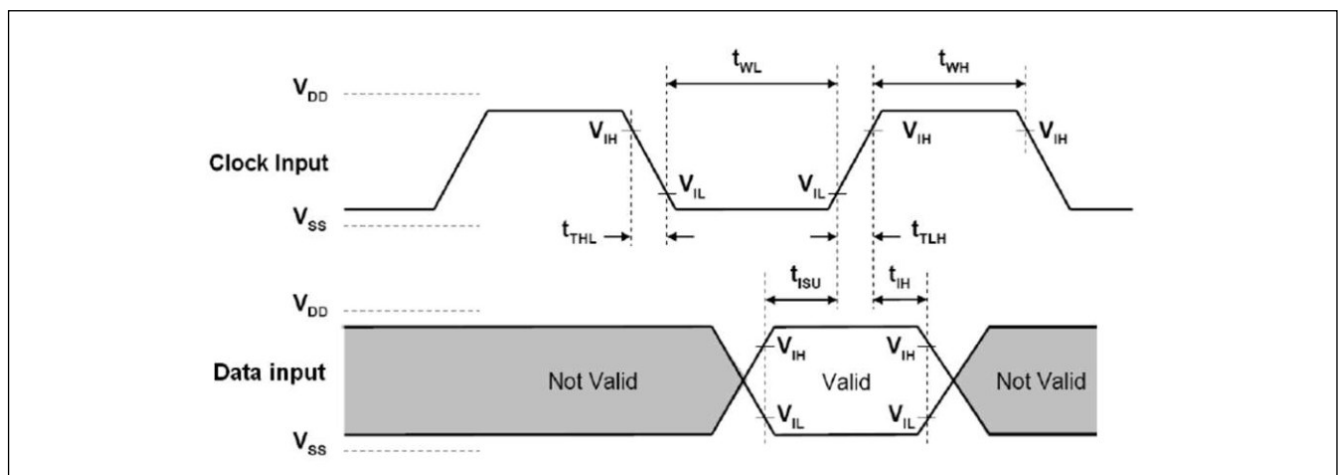 t_WL t_WH
V_DD
V_IH V_IH V_IH
Clock Input
V_IL V_IL
V_SS
t_THL t_TLH
t_ISU t_IH
V_DD
V_IH V_IH
Data input Not Valid Valid Not Valid
V_IL V_IL
V_SS